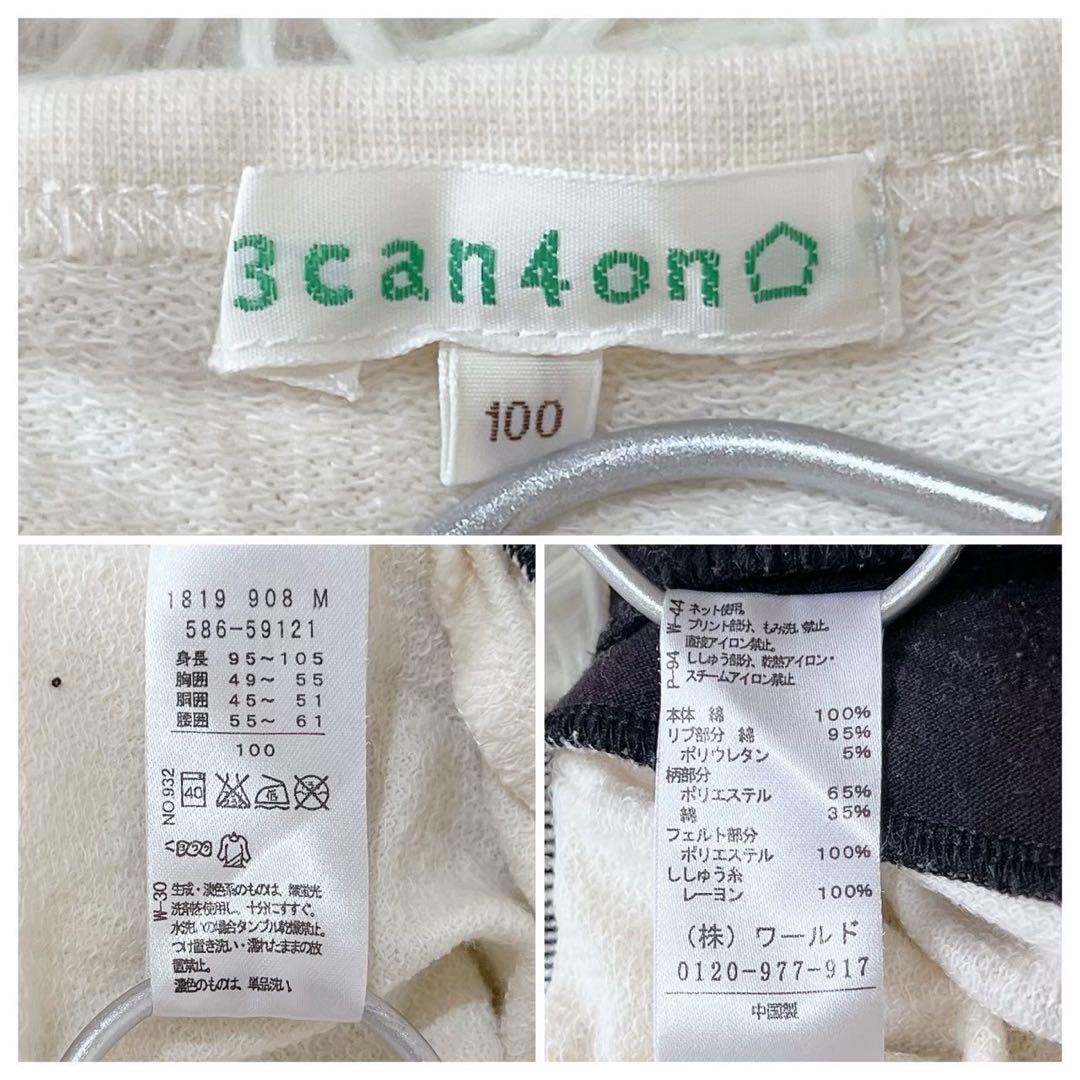 3can4on
100
1819 908 M
586-59121
身長 95～105
胸囲 49～ 55
胴囲 45～ 51
腰囲 55～ 61
100
NO.932
40
低
W-30
生成・淡色系のものは、無蛍光
洗剤を使用し、十分にすすぐ。
水洗いの場合タンブル乾燥禁止。
つけ置き洗い・濡れたままの放
置禁止。
濃色のものは、単品洗い。
W-44
ネット使用。
プリント部分、もみ洗い禁止。
直接アイロン禁止。
P-94
ししゅう部分、乾熱アイロン・
スチームアイロン禁止
本体 綿 100%
リブ部分 綿 95%
ポリウレタン 5%
柄部分
ポリエステル 65%
綿 35%
フェルト部分
ポリエステル 100%
ししゅう糸
レーヨン 100%
（株）ワールド
0120-977-917
中国製